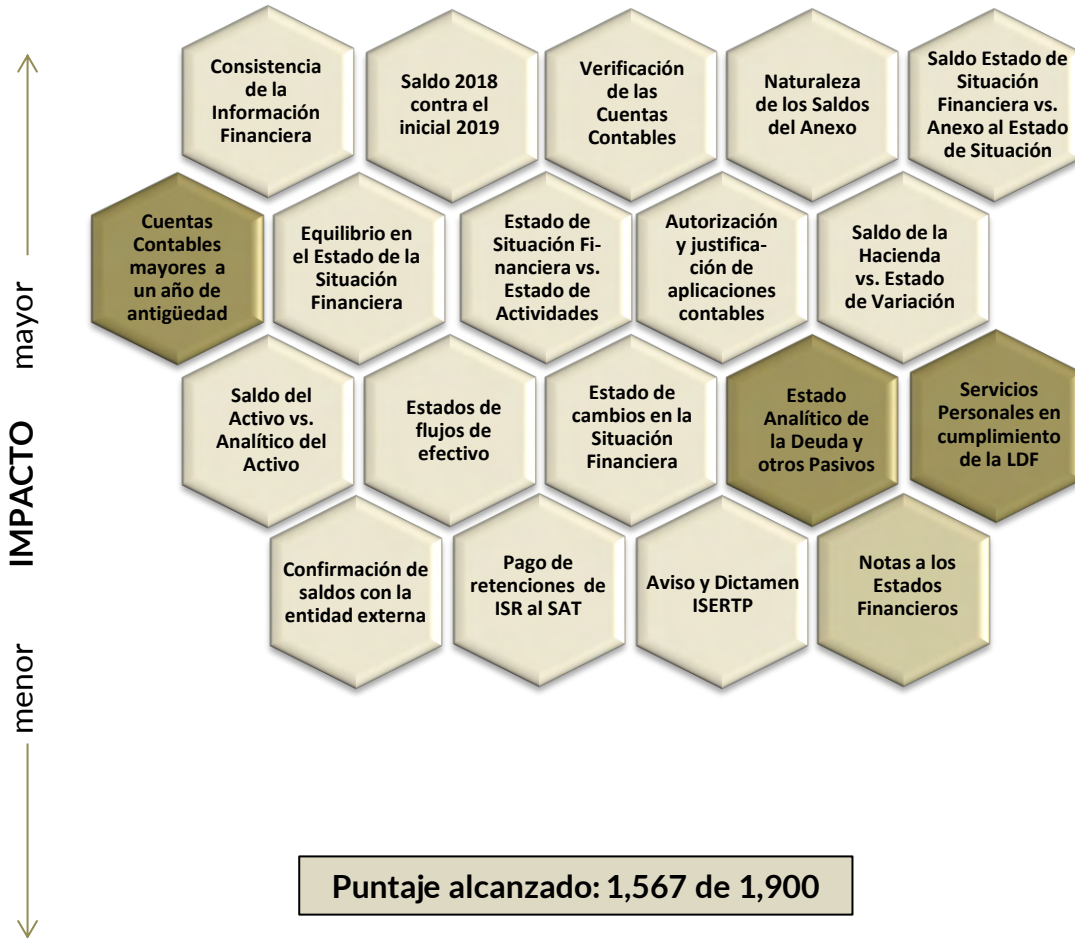 Consistencia
de la
Información
Financiera
Saldo 2018
contra el
inicial 2019
Verificación
de las
Cuentas
Contables
Naturaleza
de los Saldos
del Anexo
Saldo Estado de
Situación
Financiera vs.
Anexo al Estado
de Situación
Cuentas
Contables
mayores a
un año de
antigüedad
Equilibrio en
el Estado de la
Situación
Financiera
Estado de
Situación Fi-
nanciera vs.
Estado de
Actividades
Autorización
y justifica-
ción de
aplicaciones
contables
Saldo de la
Hacienda
vs. Estado
de Variación
Saldo del
Activo vs.
Analítico del
Activo
Estados de
flujos de
efectivo
Estado de
cambios en la
Situación
Financiera
Estado
Analítico de
la Deuda y
otros Pasivos
Servicios
Personales en
cumplimiento
de la LDF
Confirmación de
saldos con la
entidad externa
Pago de
retenciones de
ISR al SAT
Aviso y Dictamen
ISERTP
Notas a los
Estados
Financieros
menor IMPACTO mayor
Puntaje alcanzado: 1,567 de 1,900